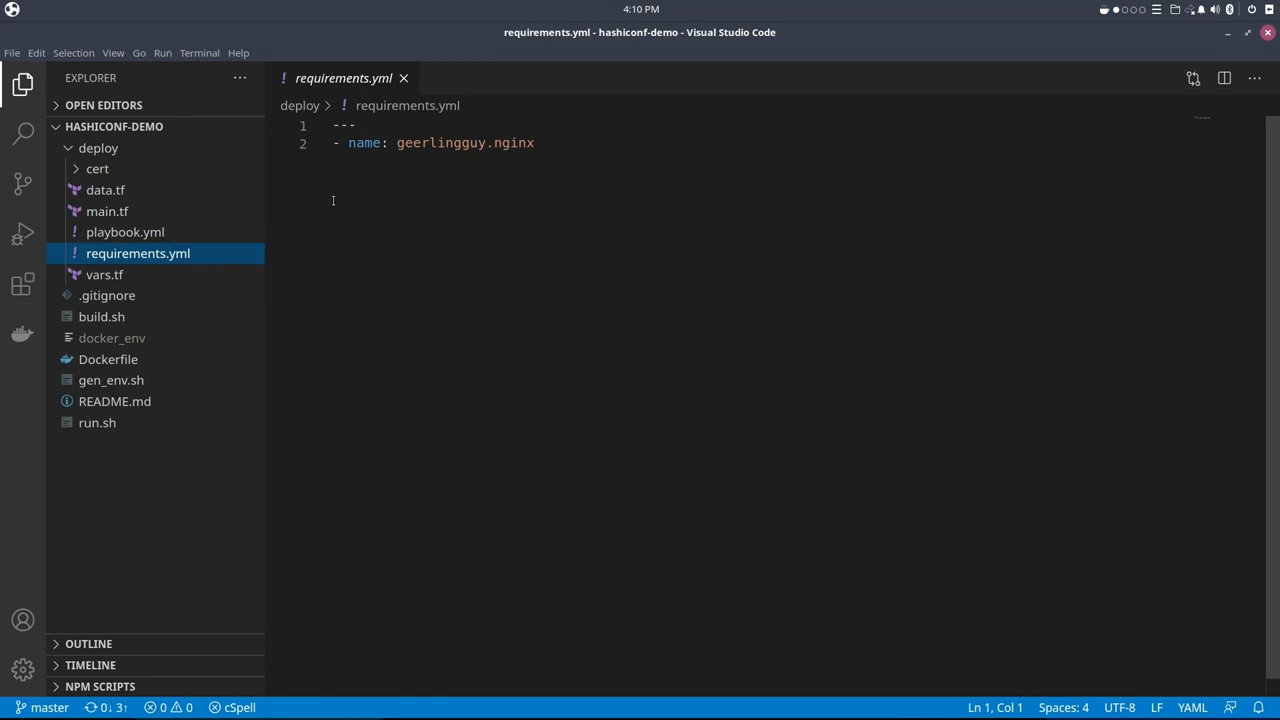 4:10 PM
requirements.yml - hashiconf-demo - Visual Studio Code
File Edit Selection View Go Run Terminal Help
EXPLORER
requirements.yml
OPEN EDITORS
deploy > requirements.yml
HASHICONF-DEMO
1 ---
2 - name: geerlingguy.nginx
deploy
cert
data.tf
main.tf
playbook.yml
requirements.yml
vars.tf
.gitignore
build.sh
docker_env
Dockerfile
gen_env.sh
README.md
run.sh
OUTLINE
TIMELINE
NPM SCRIPTS
master 0↓ 3↑ 0 0 cSpell Ln 1, Col 1 Spaces: 4 UTF-8 LF YAML